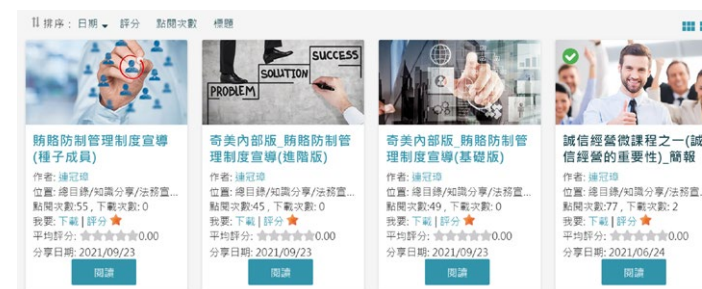 排序: 日期 評分 點閱次數 標題
PROBLEM
SOLUTION
SUCCESS
賄賂防制管理制度宣導
(種子成員)
作者: 連冠璋
位置: 總目錄/知識分享/法務宣...
點閱次數:55 , 下載次數: 0
我要: 下載 | 評分
平均評分: 0.00
分享日期: 2021/09/23
閱讀
奇美內部版_賄賂防制管
理制度宣導(進階版)
作者: 連冠璋
位置: 總目錄/知識分享/法務宣...
點閱次數:45 , 下載次數: 0
我要: 下載 | 評分
平均評分: 0.00
分享日期: 2021/09/23
閱讀
奇美內部版_賄賂防制管
理制度宣導(基礎版)
作者: 連冠璋
位置: 總目錄/知識分享/法務宣...
點閱次數:49 , 下載次數: 0
我要: 下載 | 評分
平均評分: 0.00
分享日期: 2021/09/23
閱讀
誠信經營微課程之一(誠
信經營的重要性)_簡報
作者: 連冠璋
位置: 總目錄/知識分享/法務宣...
點閱次數:77 , 下載次數: 2
我要: 下載 | 評分
平均評分: 0.00
分享日期: 2021/06/24
閱讀